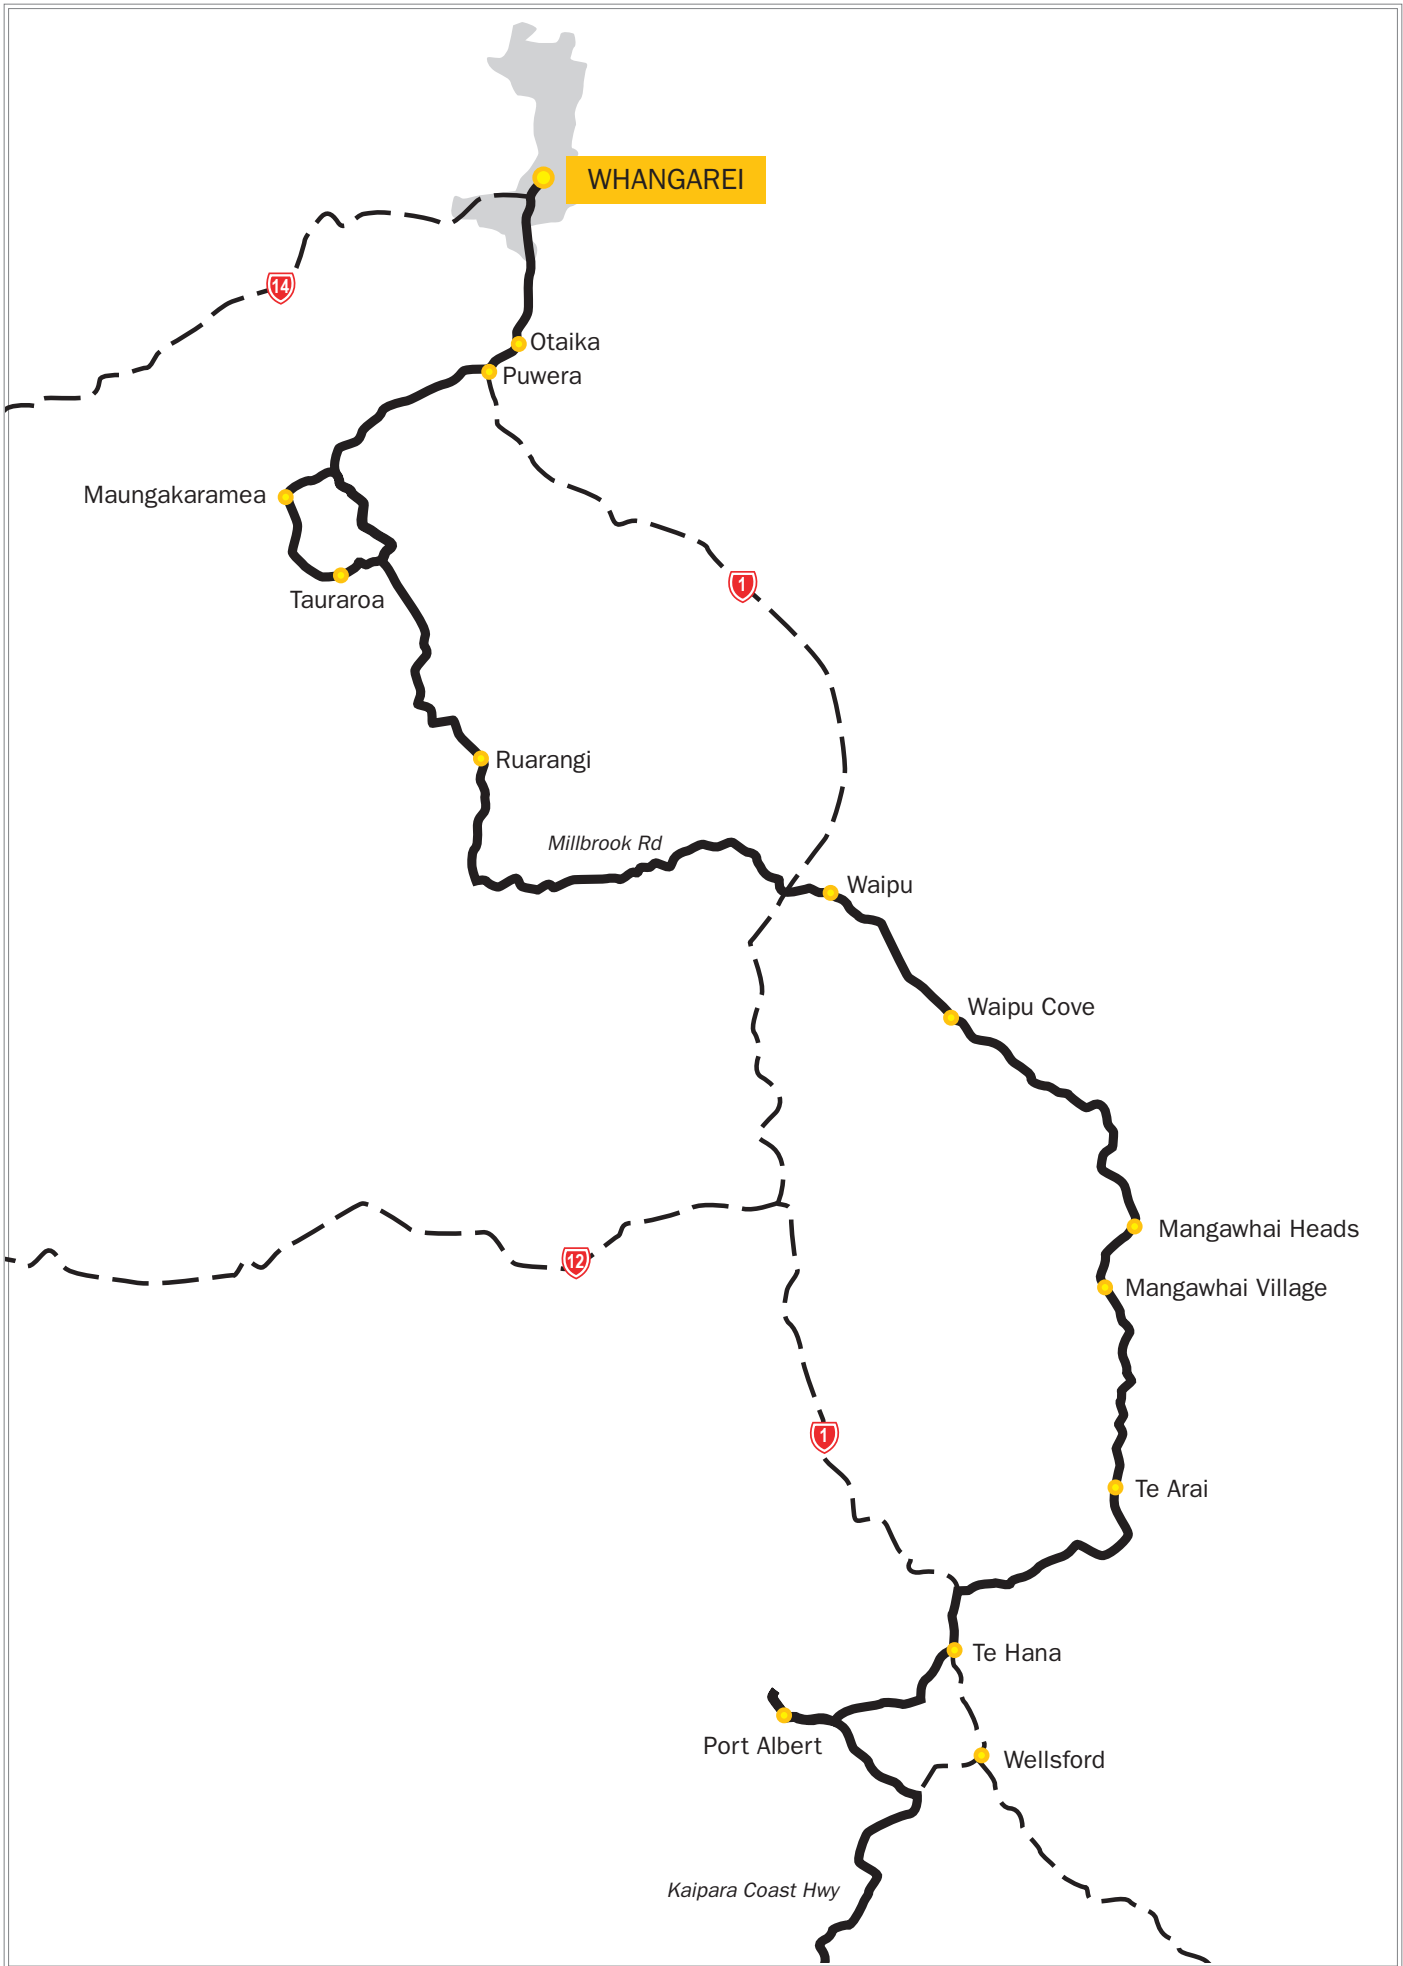 WHANGAREI
14
Otaika
Puwera
Maungakaramea
1
Tauraroa
Ruarangi
Millbrook Rd
Waipu
Waipu Cove
Mangawhai Heads
12
Mangawhai Village
1
Te Arai
Te Hana
Port Albert
Wellsford
Kaipara Coast Hwy